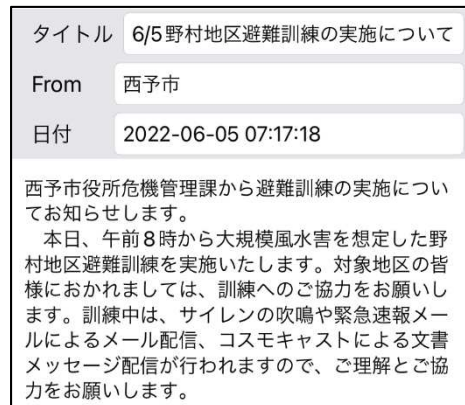 タイトル 6/5野村地区避難訓練の実施について
From 西予市
日付 2022-06-05 07:17:18
西予市役所危機管理課から避難訓練の実施につい
てお知らせします。
　本日、午前8時から大規模風水害を想定した野
村地区避難訓練を実施いたします。対象地区の皆
様におかれましては、訓練へのご協力をお願いし
ます。訓練中は、サイレンの吹鳴や緊急速報メー
ルによるメール配信、コスモキャストによる文書
メッセージ配信が行われますので、ご理解とご協
力をお願いします。